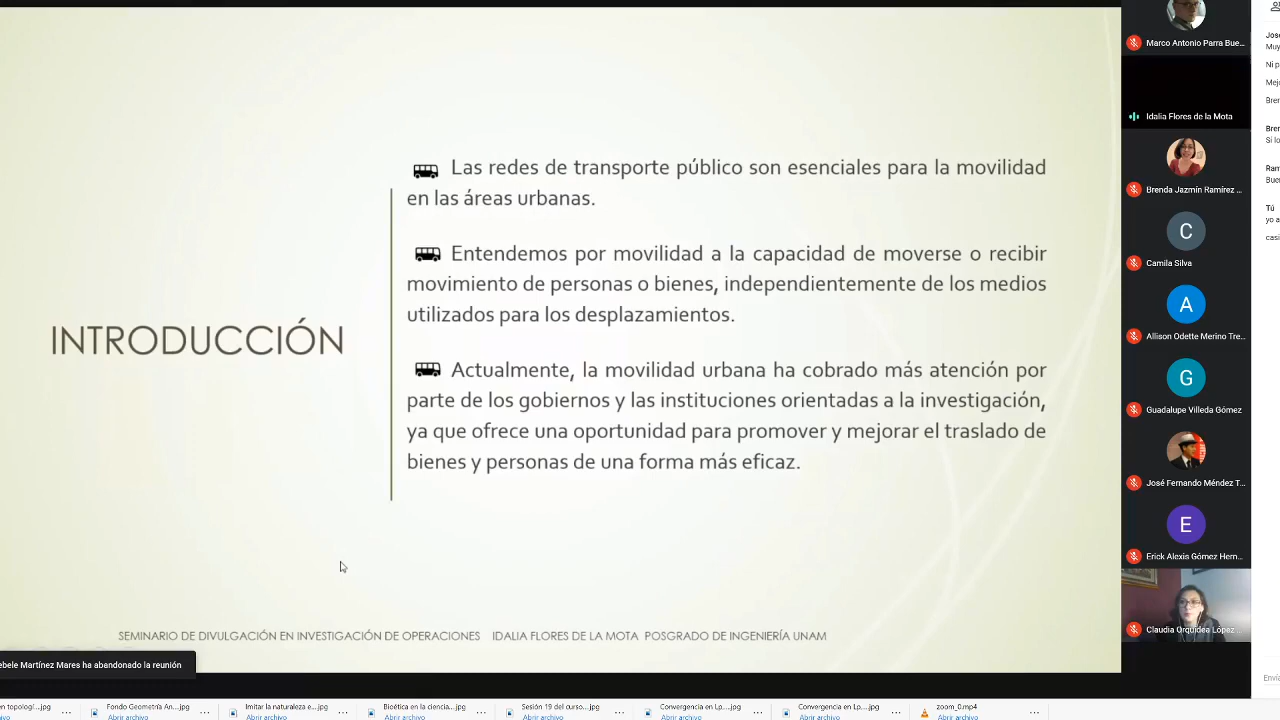 INTRODUCCIÓN
Las redes de transporte público son esenciales para la movilidad
en las áreas urbanas.
Entendemos por movilidad a la capacidad de moverse o recibir
movimiento de personas o bienes, independientemente de los medios
utilizados para los desplazamientos.
Actualmente, la movilidad urbana ha cobrado más atención por
parte de los gobiernos y las instituciones orientadas a la investigación,
ya que ofrece una oportunidad para promover y mejorar el traslado de
bienes y personas de una forma más eficaz.
SEMINARIO DE DIVULGACIÓN EN INVESTIGACIÓN DE OPERACIONES IDALIA FLORES DE LA MOTA POSGRADO DE INGENIERÍA UNAM
Martínez Mares ha abandonado la reunión
Marco Antonio Parra Bue...
Idalia Flores de la Mota
Brenda Jazmín Ramírez ...
C
Camila Silva
A
Allison Odette Merino Tre...
G
Guadalupe Villeda Gómez
José Fernando Méndez T...
E
Erick Alexis Gómez Hern...
Claudia Orquídea López...
Tú
yo a
Fondo Geometría An....jpg
Abrir archivo
Imitar la naturaleza e....jpg
Abrir archivo
Bioética en la ciencia....jpg
Abrir archivo
Sesión 19 del curso....jpg
Abrir archivo
Convergencia en Lp....jpg
Abrir archivo
Convergencia en Lp....jpg
Abrir archivo
zoom_0.mp4
Abrir archivo